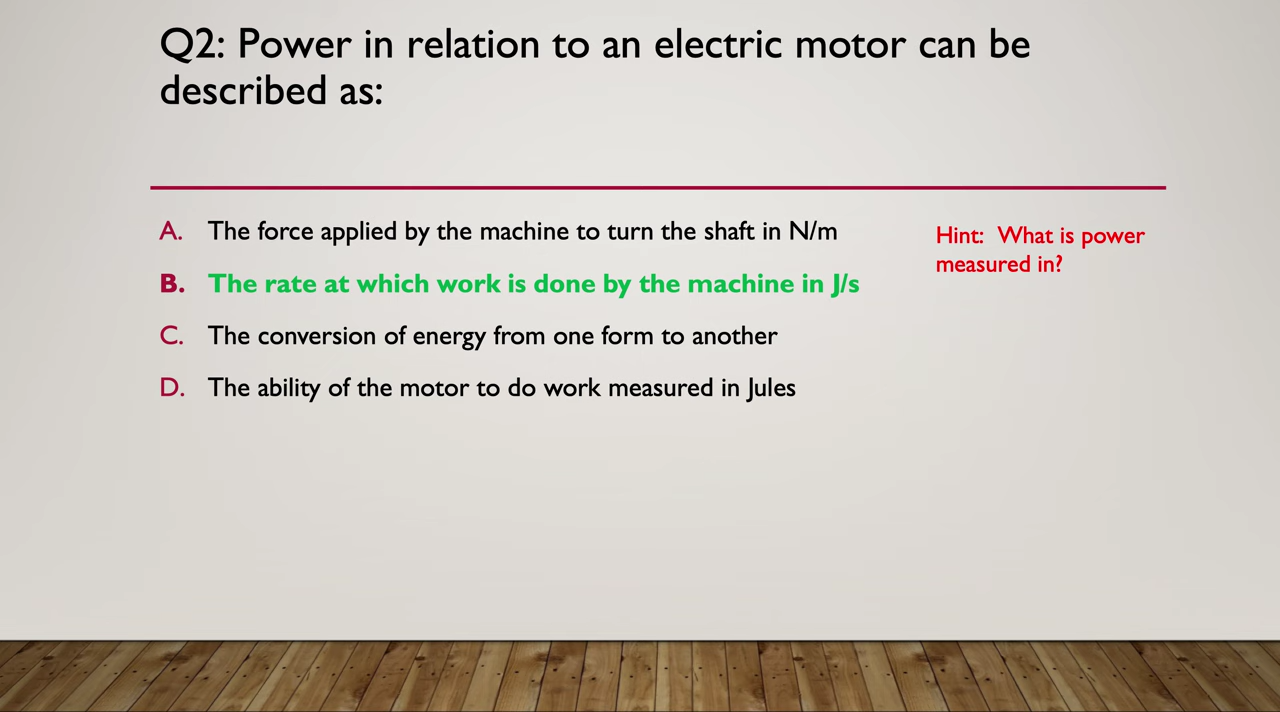 Q2: Power in relation to an electric motor can be
described as:
A. The force applied by the machine to turn the shaft in N/m
Hint: What is power
measured in?
B. The rate at which work is done by the machine in J/s
C. The conversion of energy from one form to another
D. The ability of the motor to do work measured in Jules